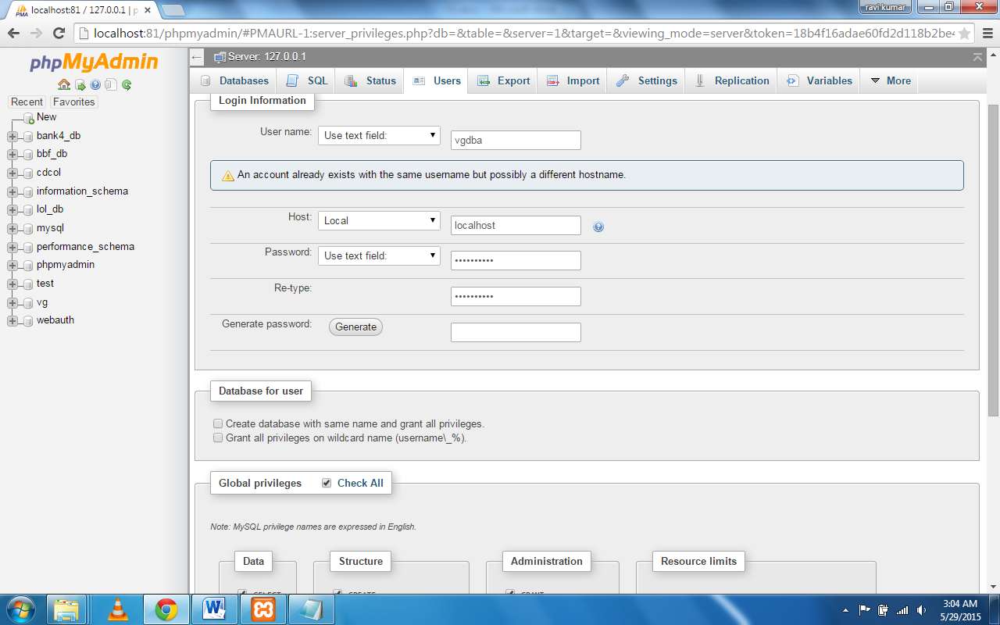 localhost:81 / 127.0.0.1 | p
ravi kumar
localhost:81/phpmyadmin/#PMAURL-1:server_privileges.php?db=&table=&server=1&target=&viewing_mode=server&token=18b4f16adae60fd2d118b2be4
phpMyAdmin
Recent Favorites
New
bank4_db
bbf_db
cdcol
information_schema
lol_db
mysql
performance_schema
phpmyadmin
test
vg
webauth
Server: 127.0.0.1
Databases SQL Status Users Export Import Settings Replication Variables More
Login Information
User name: Use text field: vgdba
An account already exists with the same username but possibly a different hostname.
Host: Local localhost
Password: Use text field: ••••••••••
Re-type: ••••••••••
Generate password: Generate
Database for user
Create database with same name and grant all privileges.
Grant all privileges on wildcard name (username\_%).
Global privileges Check All
Note: MySQL privilege names are expressed in English.
Data Structure Administration Resource limits
SELECT CREATE GRANT
3:04 AM
5/29/2015